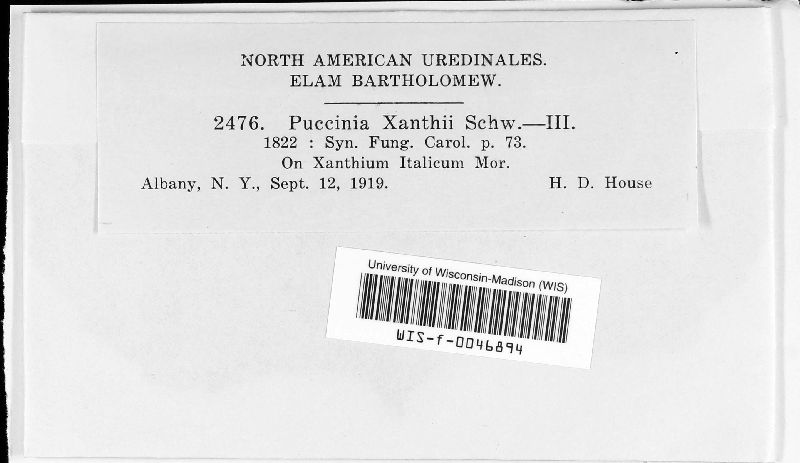 NORTH AMERICAN UREDINALES.
ELAM BARTHOLOMEW.
2476. Puccinia Xanthii Schw.—III.
1822 : Syn. Fung. Carol. p. 73.
On Xanthium Italicum Mor.
Albany, N. Y., Sept. 12, 1919. H. D. House
University of Wisconsin-Madison (WIS)
WIS-f-0046894